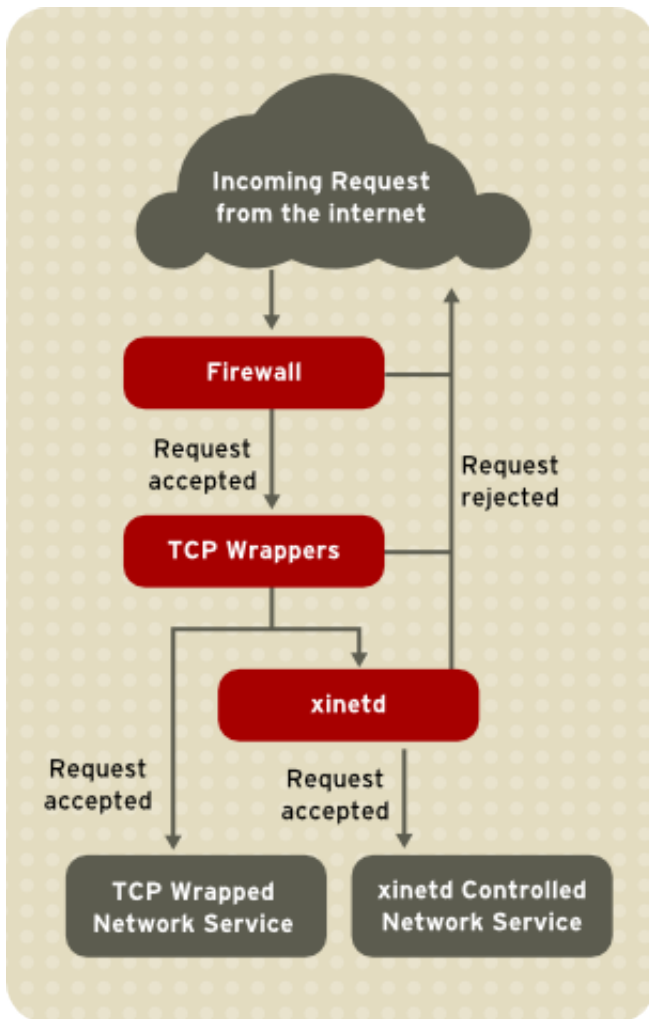 Incoming Request
from the internet
Firewall
Request
accepted
Request
rejected
TCP Wrappers
xinetd
Request
accepted
Request
accepted
TCP Wrapped
Network Service
xinetd Controlled
Network Service